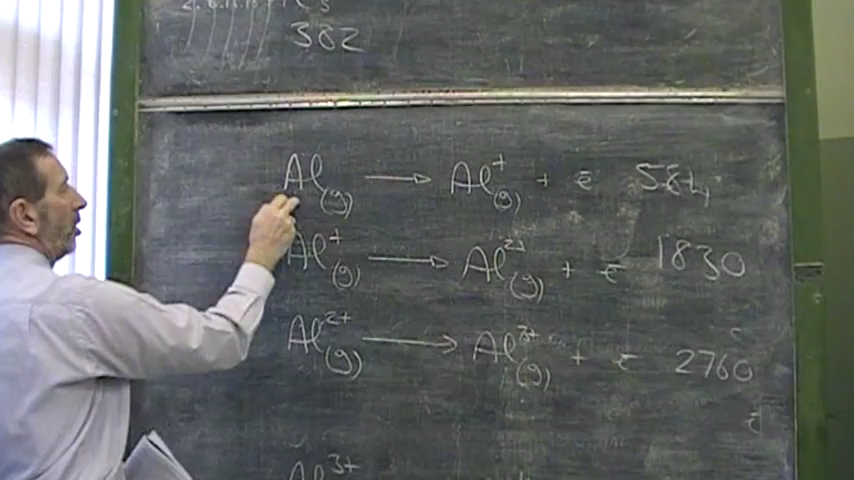 382
Al(g) → Al⁺(g) + ē 584
Al⁺(g) → Al²⁺(g) + ē 1830
Al²⁺(g) → Al³⁺(g) + ē 2760
Al³⁺